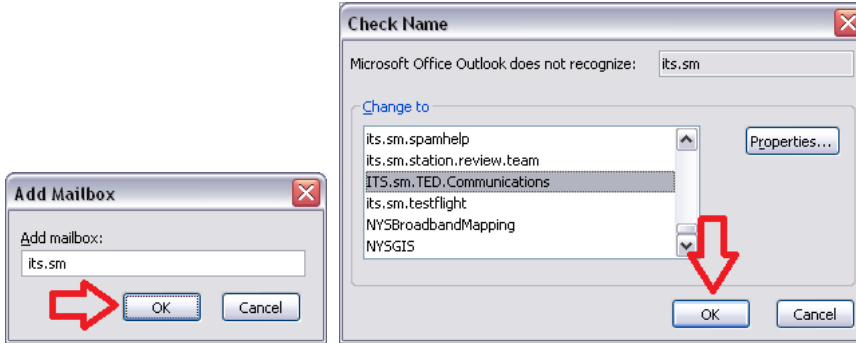 Add Mailbox
Add mailbox:
its.sm
OK Cancel
Check Name
Microsoft Office Outlook does not recognize: its.sm
Change to
its.sm.spamhelp
its.sm.station.review.team
ITS.sm.TED.Communications
its.sm.testflight
NYSBroadbandMapping
NYSGIS
Properties...
OK Cancel